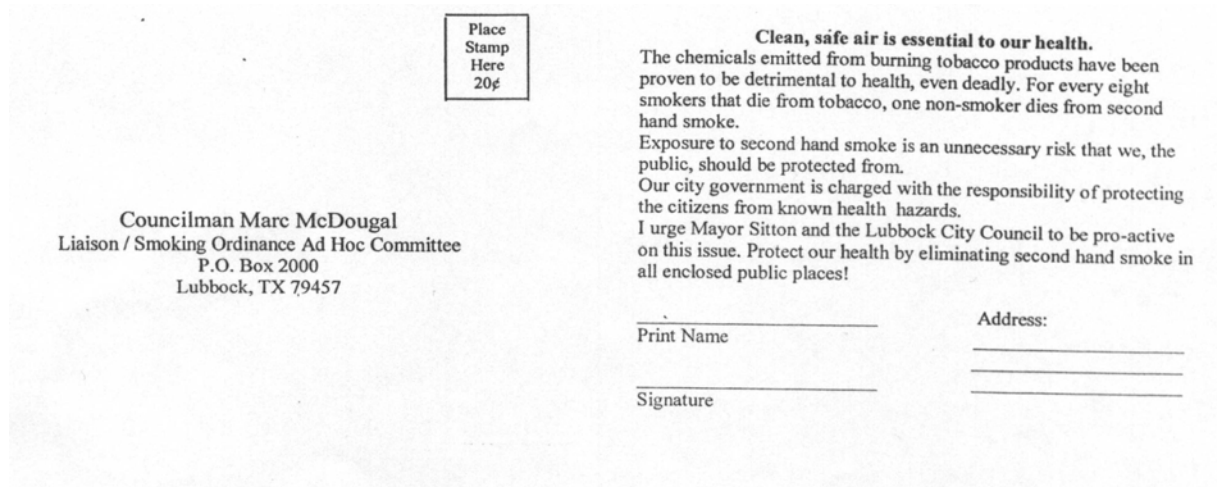 Place
Stamp
Here
20¢
Councilman Marc McDougal
Liaison / Smoking Ordinance Ad Hoc Committee
P.O. Box 2000
Lubbock, TX 79457
Clean, safe air is essential to our health.
The chemicals emitted from burning tobacco products have been
proven to be detrimental to health, even deadly. For every eight
smokers that die from tobacco, one non-smoker dies from second
hand smoke.
Exposure to second hand smoke is an unnecessary risk that we, the
public, should be protected from.
Our city government is charged with the responsibility of protecting
the citizens from known health hazards.
I urge Mayor Sitton and the Lubbock City Council to be pro-active
on this issue. Protect our health by eliminating second hand smoke in
all enclosed public places!
Print Name
Signature
Address: